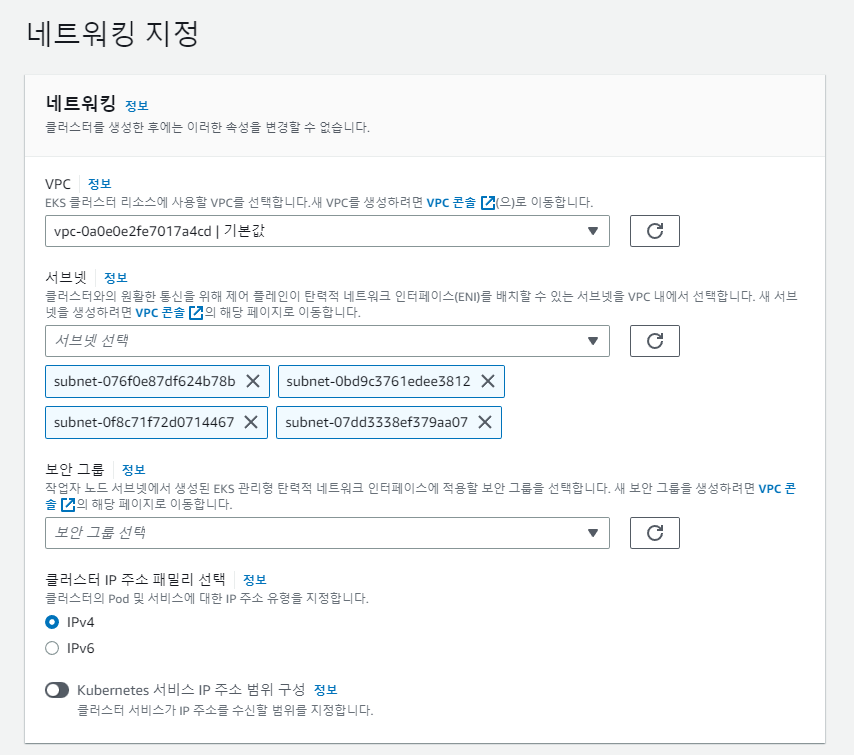 네트워킹 지정
네트워킹 정보
클러스터를 생성한 후에는 이러한 속성을 변경할 수 없습니다.
VPC 정보
EKS 클러스터 리소스에 사용할 VPC를 선택합니다.새 VPC를 생성하려면 VPC 콘솔 (으)로 이동합니다.
vpc-0a0e0e2fe7017a4cd | 기본값
서브넷 정보
클러스터와의 원활한 통신을 위해 제어 플레인이 탄력적 네트워크 인터페이스(ENI)를 배치할 수 있는 서브넷을 VPC 내에서 선택합니다. 새 서브
넷을 생성하려면 VPC 콘솔 의 해당 페이지로 이동합니다.
서브넷 선택
subnet-076f0e87df624b78b subnet-0bd9c3761edee3812
subnet-0f8c71f72d0714467 subnet-07dd3338ef379aa07
보안 그룹 정보
작업자 노드 서브넷에서 생성된 EKS 관리형 탄력적 네트워크 인터페이스에 적용할 보안 그룹을 선택합니다. 새 보안 그룹을 생성하려면 VPC 콘
솔 의 해당 페이지로 이동합니다.
보안 그룹 선택
클러스터 IP 주소 패밀리 선택 정보
클러스터의 Pod 및 서비스에 대한 IP 주소 유형을 지정합니다.
IPv4
IPv6
Kubernetes 서비스 IP 주소 범위 구성 정보
클러스터 서비스가 IP 주소를 수신할 범위를 지정합니다.